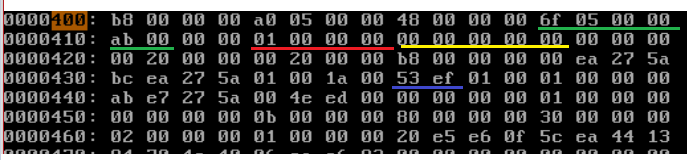 0000400: b8 00 00 00 a0 05 00 00 48 00 00 00 6f 05 00 00
0000410: ab 00 00 00 01 00 00 00 00 00 00 00 00 00 00 00
0000420: 00 20 00 00 00 20 00 00 b8 00 00 00 ea 27 5a
0000430: bc ea 27 5a 01 00 1a 00 53 ef 01 00 01 00 00 00
0000440: ab e7 27 5a 00 4e ed 00 00 00 00 00 01 00 00 00
0000450: 00 00 00 00 0b 00 00 00 80 00 00 00 30 00 00 00
0000460: 02 00 00 00 01 00 00 00 20 e5 e6 0f 5c ea 44 13